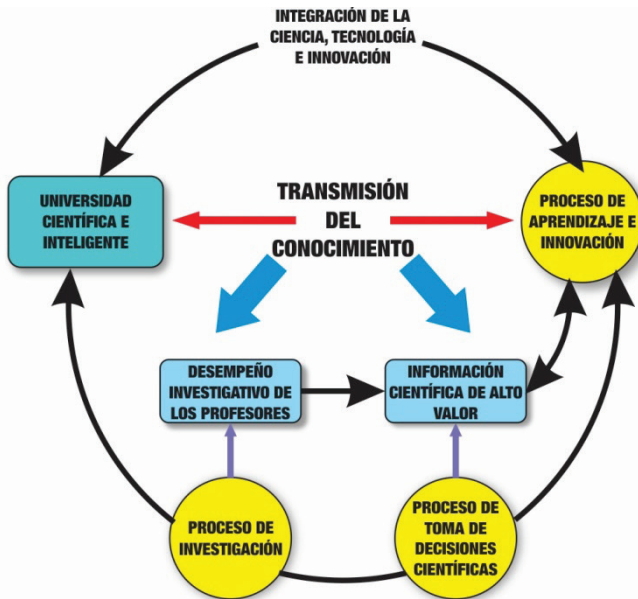 INTEGRACIÓN DE LA
CIENCIA, TECNOLOGÍA
E INNOVACIÓN
UNIVERSIDAD
CIENTÍFICA E
INTELIGENTE
TRANSMISIÓN
DEL
CONOCIMIENTO
PROCESO DE
APRENDIZAJE E
INNOVACIÓN
DESEMPEÑO
INVESTIGATIVO DE
LOS PROFESORES
INFORMACIÓN
CIENTÍFICA DE ALTO
VALOR
PROCESO DE
INVESTIGACIÓN
PROCESO DE
TOMA DE
DECISIONES
CIENTÍFICAS